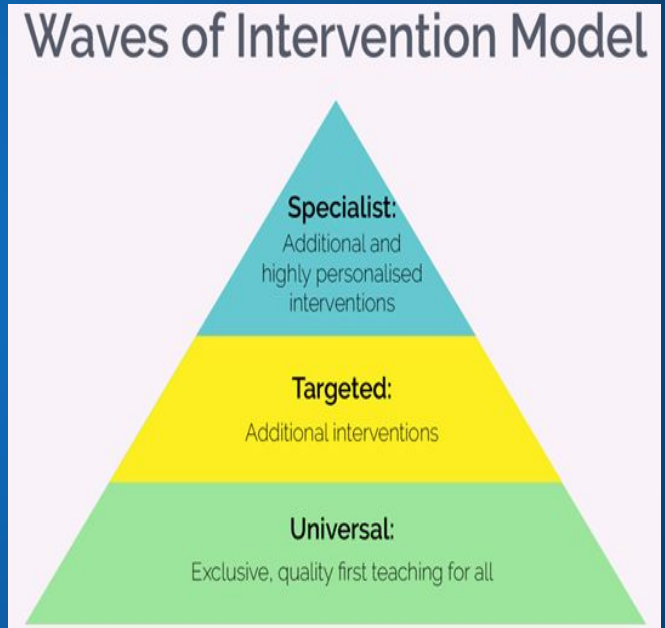 Waves of Intervention Model
Specialist:
Additional and
highly personalised
interventions
Targeted:
Additional interventions
Universal:
Exclusive, quality first teaching for all